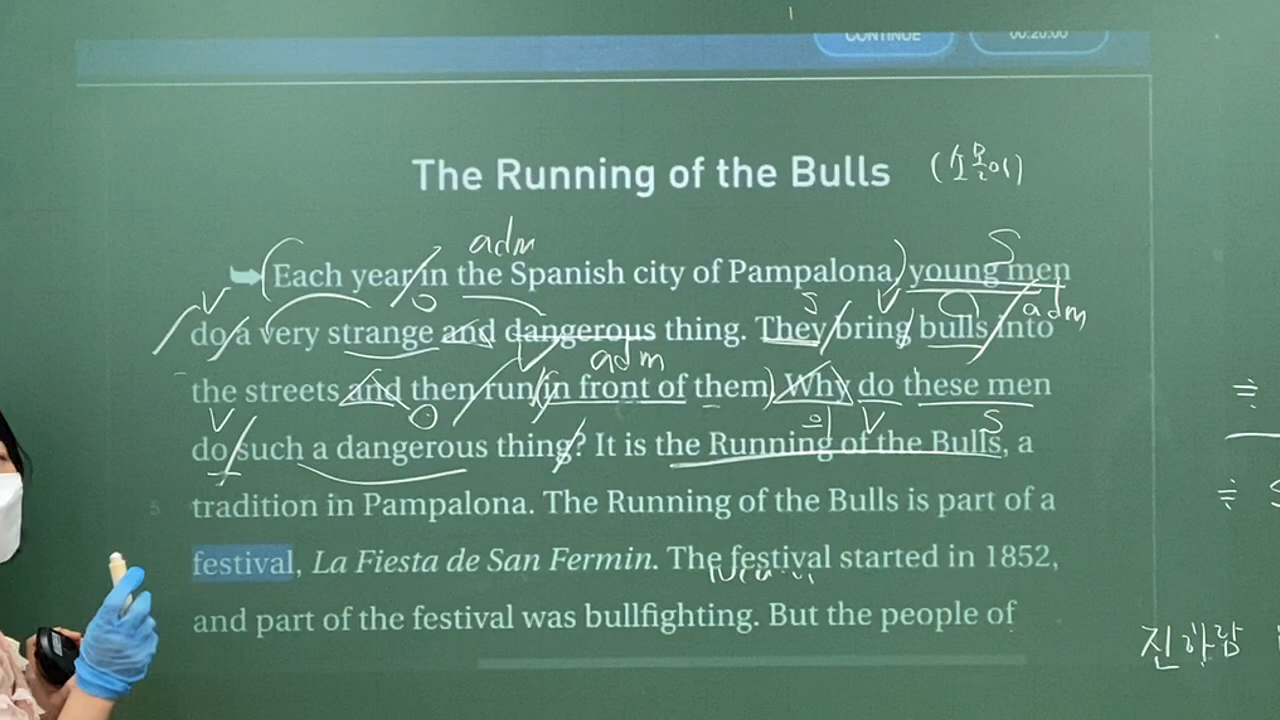 CONTINUE 00:20:00
The Running of the Bulls (소몰이)
adm S
Each year in the Spanish city of Pampalona, young men
V O S V adm
do a very strange and dangerous thing. They bring bulls into
V adm
the streets and then run in front of them. Why do these men
V O 의 V S
do such a dangerous thing? It is the Running of the Bulls, a
5 tradition in Pampalona. The Running of the Bulls is part of a
festival, La Fiesta de San Fermin. The festival started in 1852,
and part of the festival was bullfighting. But the people of
진하람